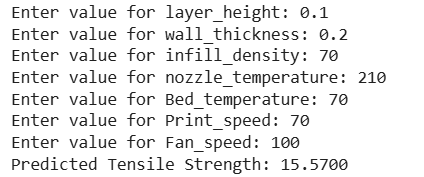 Enter value for layer_height: 0.1
Enter value for wall_thickness: 0.2
Enter value for infill_density: 70
Enter value for nozzle_temperature: 210
Enter value for Bed_temperature: 70
Enter value for Print_speed: 70
Enter value for Fan_speed: 100
Predicted Tensile Strength: 15.5700